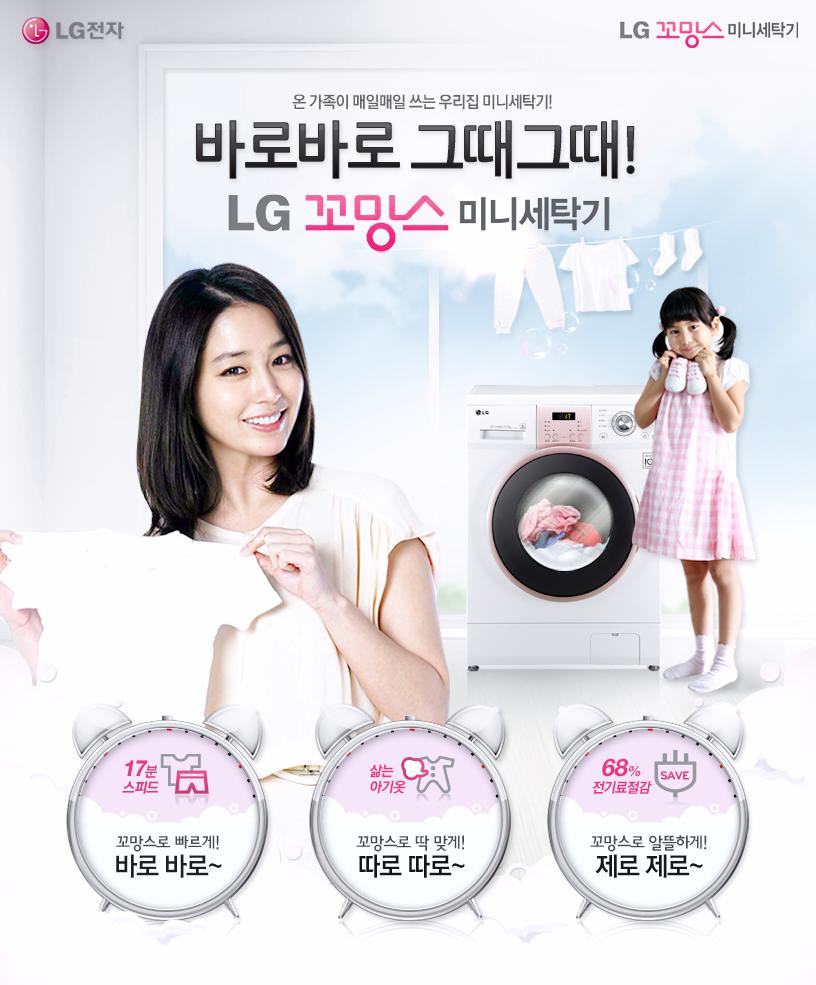 LG전자
LG 꼬망스 미니세탁기
온 가족이 매일매일 쓰는 우리집 미니세탁기!
바로바로 그때그때!
LG 꼬망스 미니세탁기
LG
17분
스피드
꼬망스로 빠르게!
바로 바로~
삶는
아기옷
꼬망스로 딱 맞게!
따로 따로~
68%
전기료절감
SAVE
꼬망스로 알뜰하게!
제로 제로~